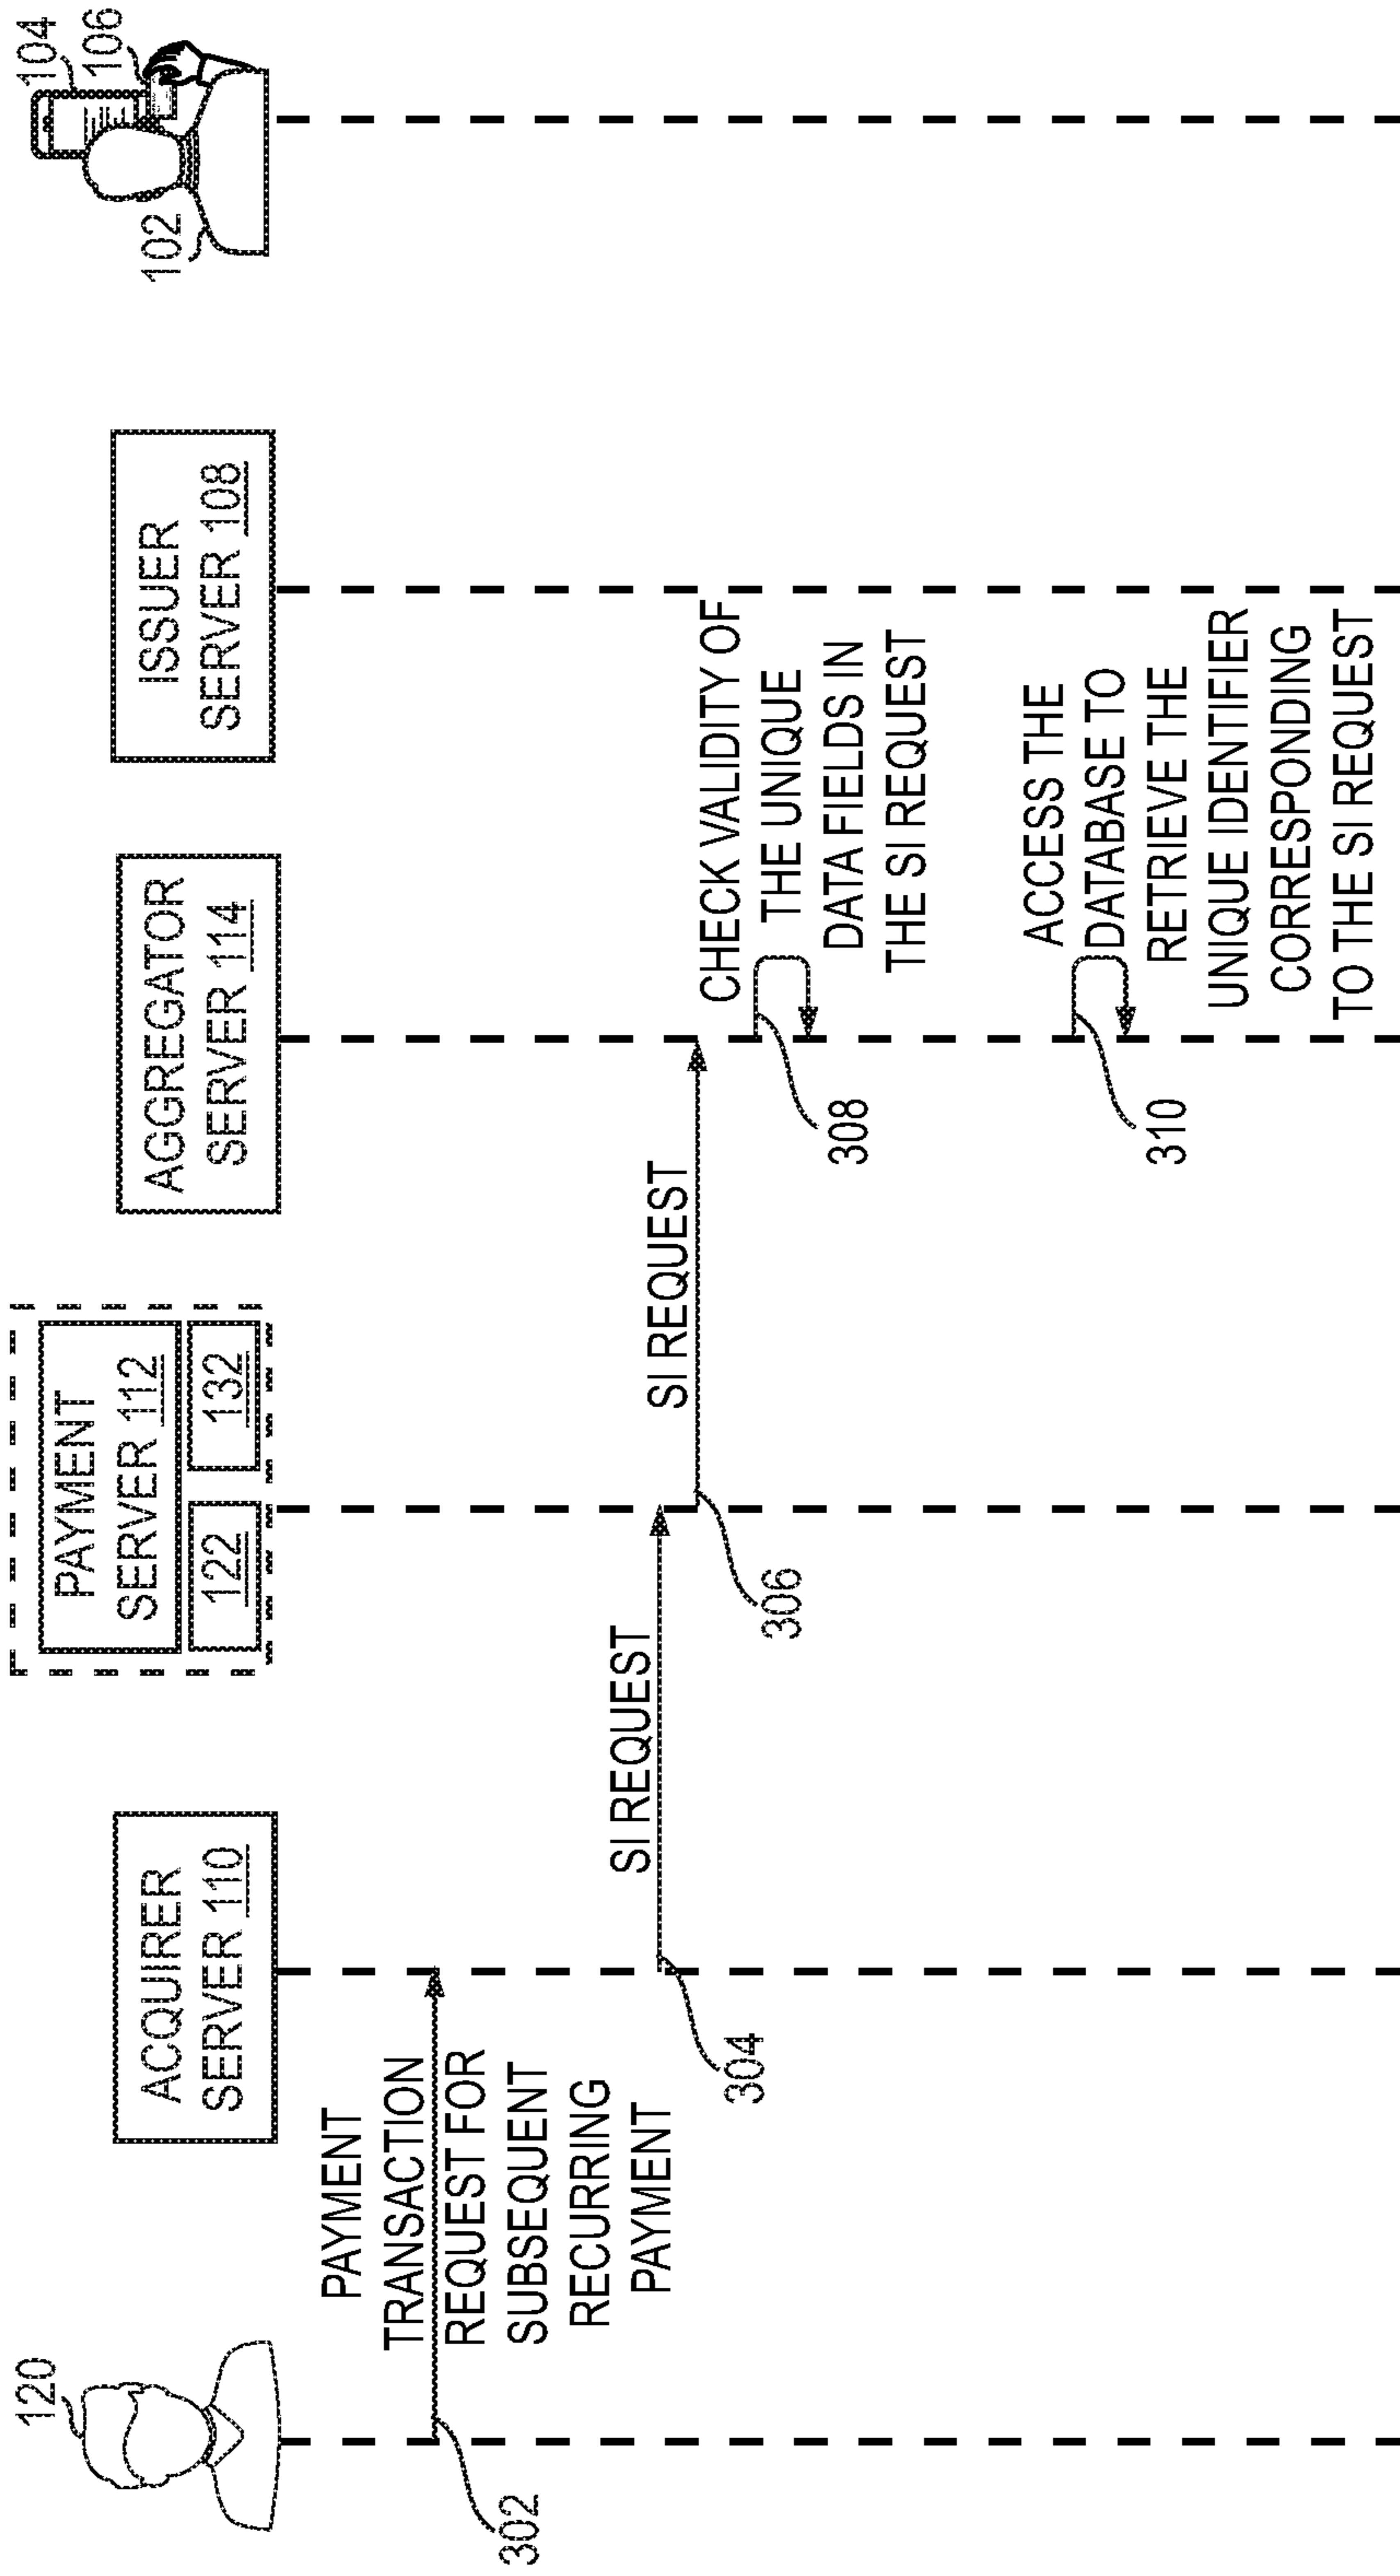 120
ACQUIRER
SERVER 110
PAYMENT
SERVER 112
122
132
AGGREGATOR
SERVER 114
ISSUER
SERVER 108
102
104
106
302
PAYMENT
TRANSACTION
REQUEST FOR
SUBSEQUENT
RECURRING
PAYMENT
304
SI REQUEST
306
SI REQUEST
308
CHECK VALIDITY OF
THE UNIQUE
DATA FIELDS IN
THE SI REQUEST
310
ACCESS THE
DATABASE TO
RETRIEVE THE
UNIQUE IDENTIFIER
CORRESPONDING
TO THE SI REQUEST